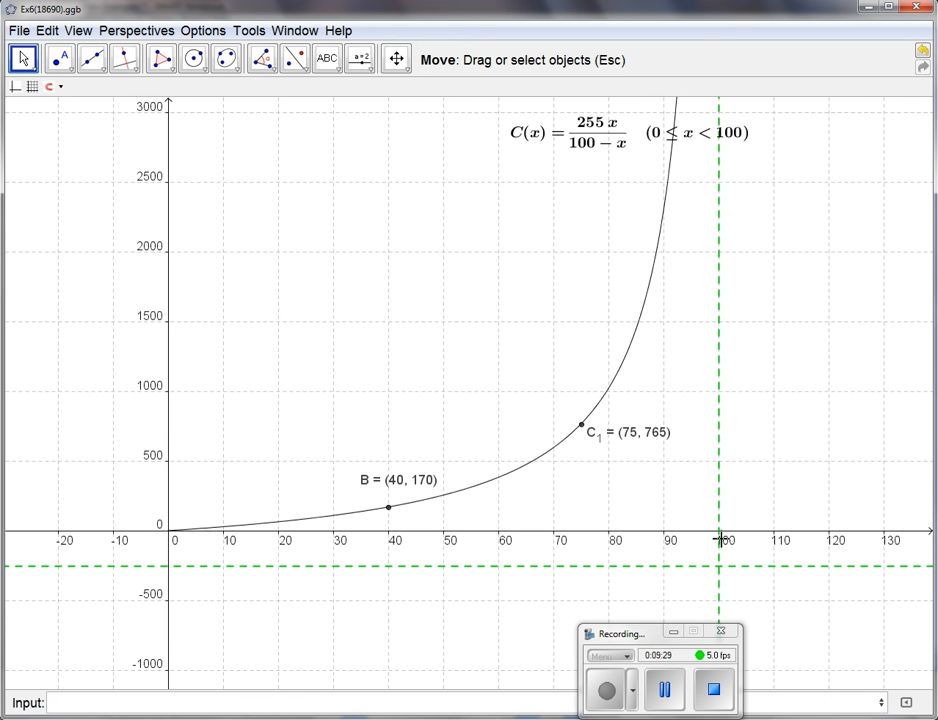 Ex6(18690).ggb
File Edit View Perspectives Options Tools Window Help
A
ABC
a=2
Move: Drag or select objects (Esc)
3000
C(x) = 255 x / 100 − x (0 ≤ x < 100)
2500
2000
1500
1000
C1 = (75, 765)
500
B = (40, 170)
0
-20 -10 0 10 20 30 40 50 60 70 80 90 100 110 120 130
-500
Recording...
Menu 0:09:29 5.0 fps
-1000
Input: